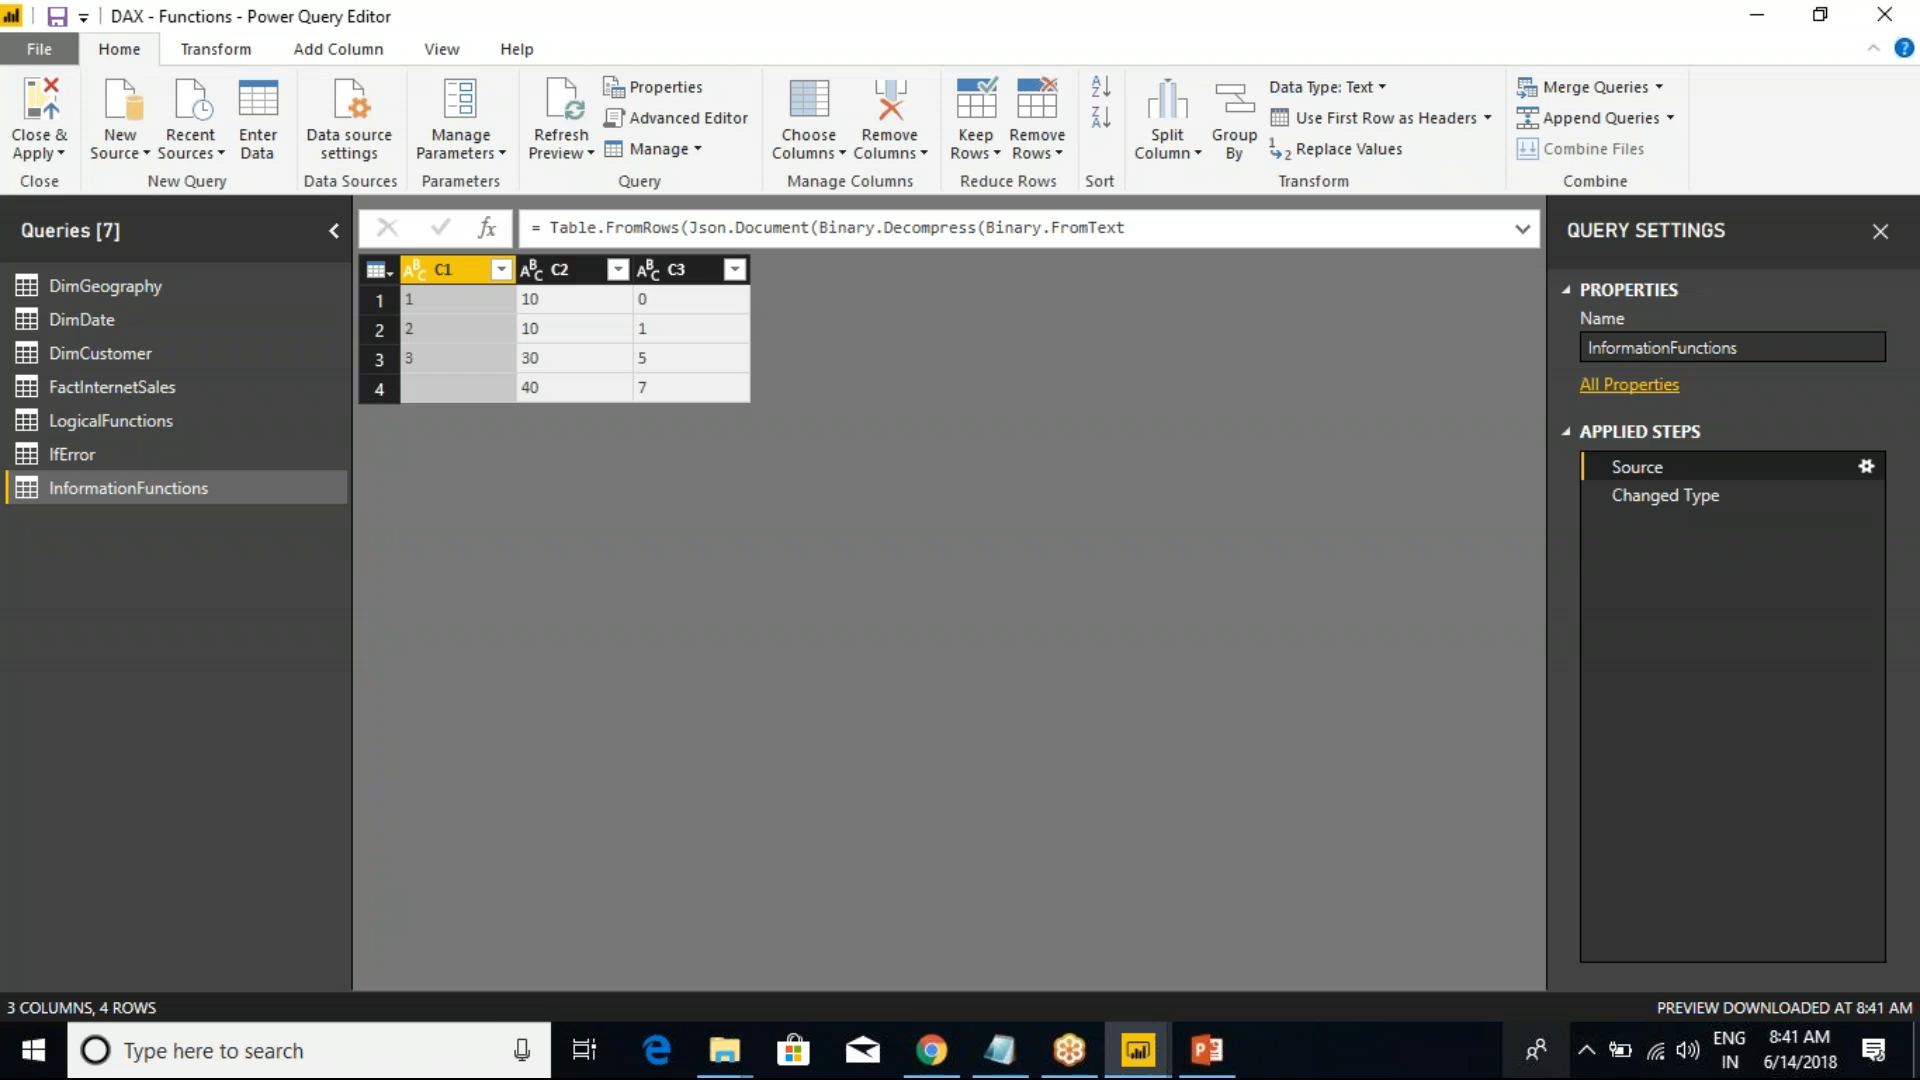 DAX - Functions - Power Query Editor
File Home Transform Add Column View Help
Close & Apply
New Source
Recent Sources
Enter Data
Data source settings
Manage Parameters
Refresh Preview
Properties
Advanced Editor
Manage
Choose Columns
Remove Columns
Keep Rows
Remove Rows
Split Column
Group By
Data Type: Text
Use First Row as Headers
Replace Values
Merge Queries
Append Queries
Combine Files
Close New Query Data Sources Parameters Query Manage Columns Reduce Rows Sort Transform Combine
Queries [7]
DimGeography
DimDate
DimCustomer
FactInternetSales
LogicalFunctions
IfError
InformationFunctions
fx = Table.FromRows(Json.Document(Binary.Decompress(Binary.FromText
ABC C1 ABC C2 ABC C3
1 1 10 0
2 2 10 1
3 3 30 5
4 40 7
QUERY SETTINGS
PROPERTIES
Name
InformationFunctions
All Properties
APPLIED STEPS
Source
Changed Type
3 COLUMNS, 4 ROWS
PREVIEW DOWNLOADED AT 8:41 AM
Type here to search
ENG
IN
8:41 AM
6/14/2018